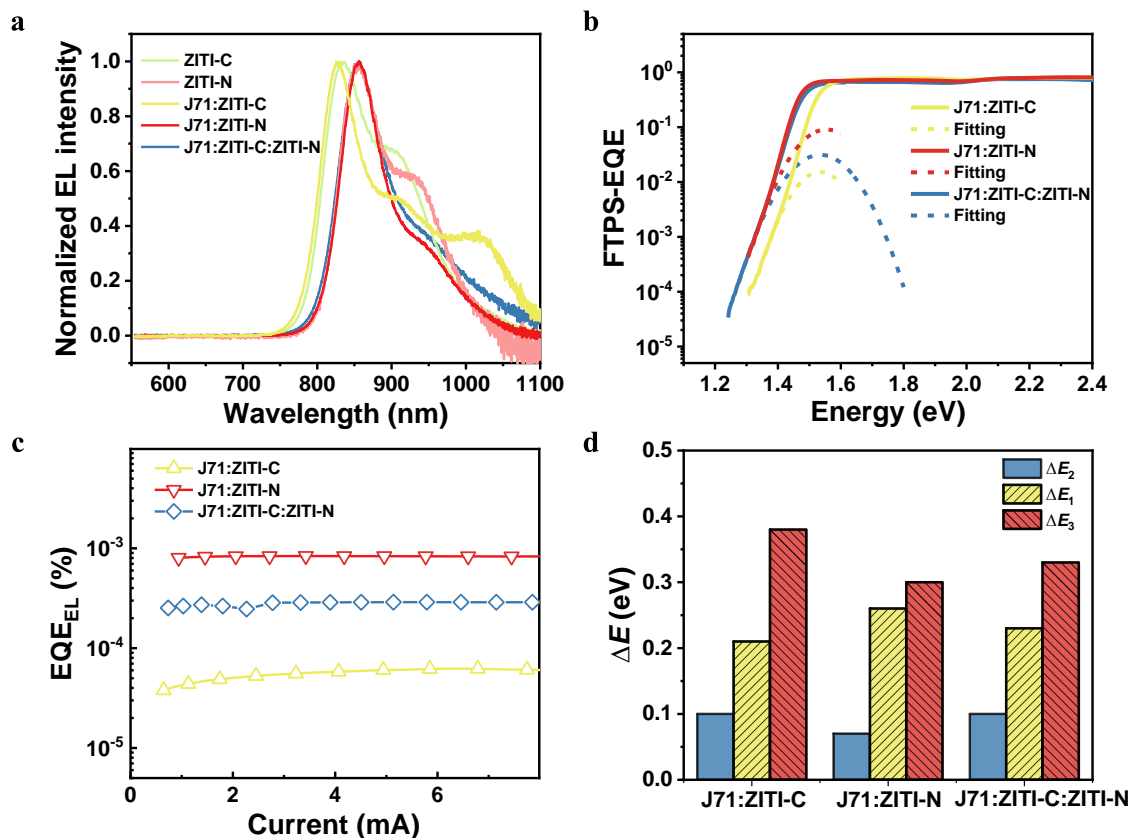 a
Normalized EL intensity
1.0
0.8
0.6
0.4
0.2
0.0
ZITI-C
ZITI-N
J71:ZITI-C
J71:ZITI-N
J71:ZITI-C:ZITI-N
600 700 800 900 1000 1100
Wavelength (nm)
b
FTPS-EQE
10⁰
10⁻¹
10⁻²
10⁻³
10⁻⁴
10⁻⁵
J71:ZITI-C
Fitting
J71:ZITI-N
Fitting
J71:ZITI-C:ZITI-N
Fitting
1.2 1.4 1.6 1.8 2.0 2.2 2.4
Energy (eV)
c
EQE_EL (%)
10⁻³
10⁻⁴
10⁻⁵
J71:ZITI-C
J71:ZITI-N
J71:ZITI-C:ZITI-N
0 2 4 6 8
Current (mA)
d
ΔE (eV)
0.5
0.4
0.3
0.2
0.1
0.0
ΔE₂
ΔE₁
ΔE₃
J71:ZITI-C J71:ZITI-N J71:ZITI-C:ZITI-N